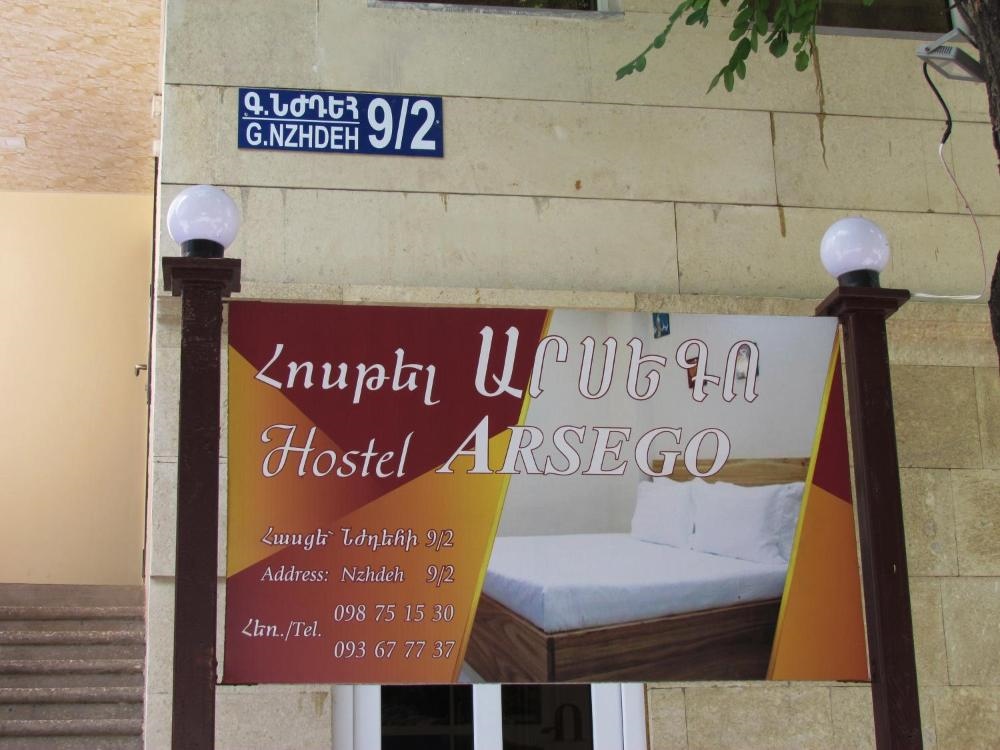 Գ.ՆԺԴԵՀ 9/2
G.NZHDEH
Հոսթել ԱՐՍԵԳՈ
Hostel ARSEGO
Հասցե՝ Նժդեհի 9/2
Address: Nzhdeh 9/2
Հեռ./Tel. 098 75 15 30
093 67 77 37